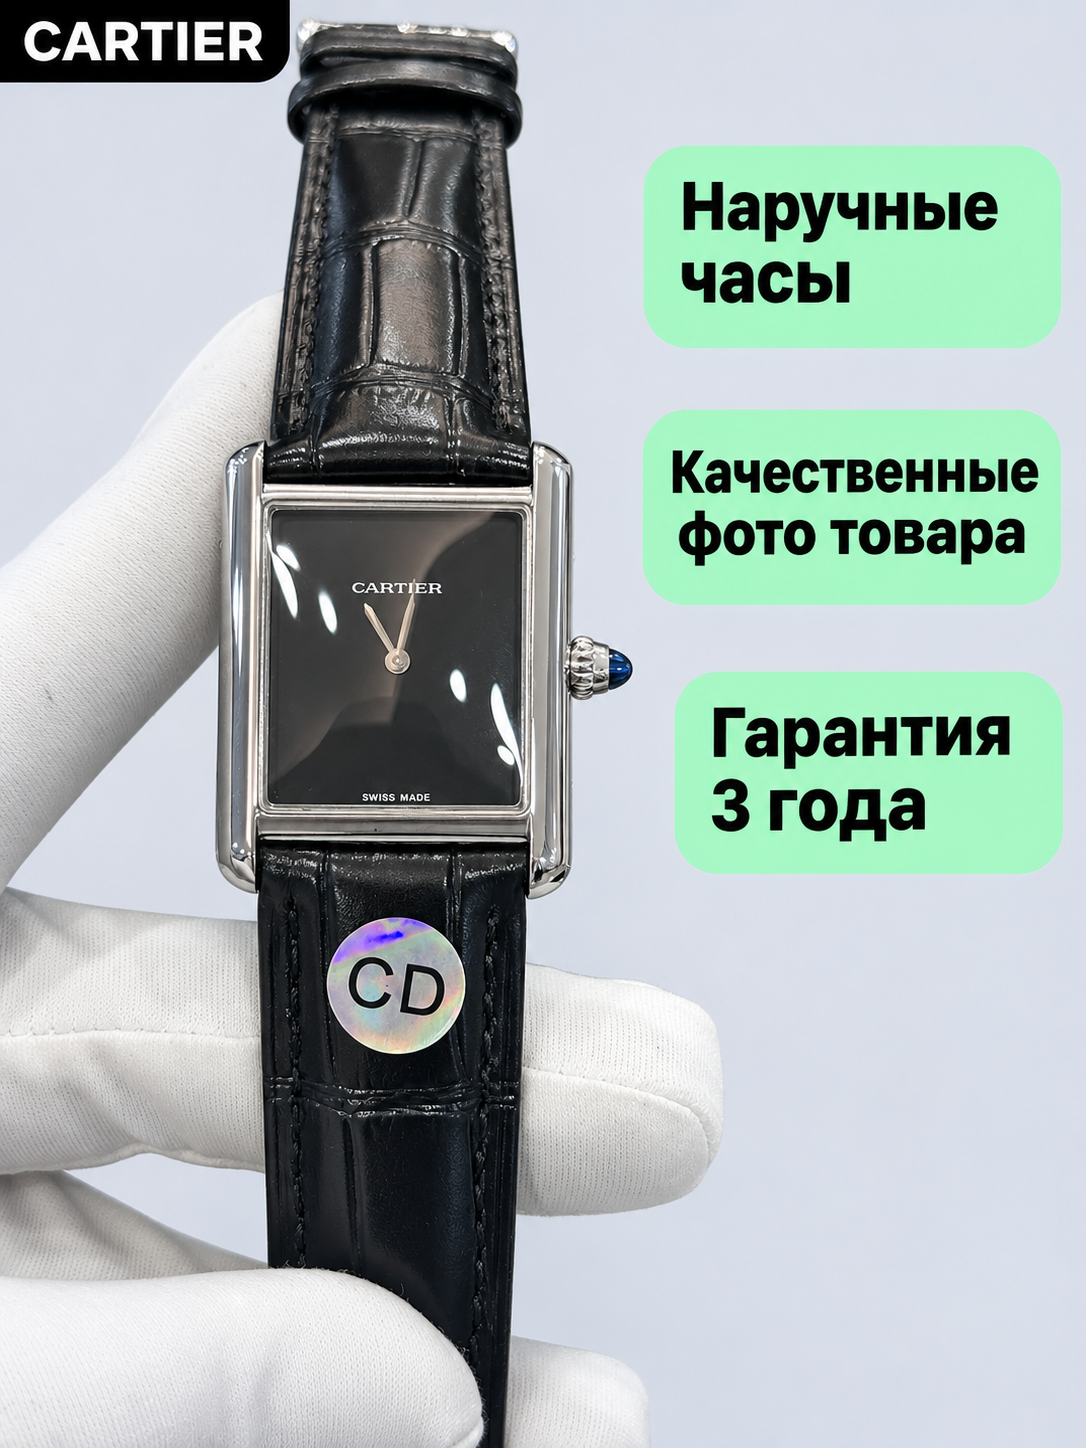 CARTIER
Наручные
часы
Качественные
фото товара
Гарантия
3 года
CARTIER
SWISS MADE
CD